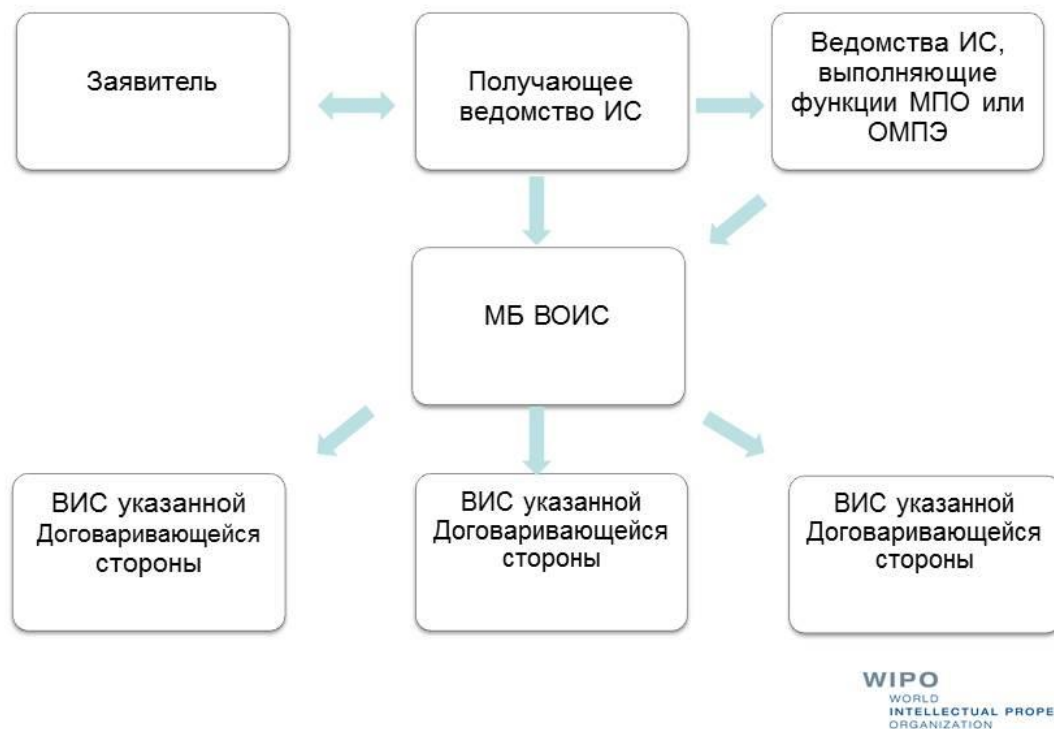 Заявитель
Получающее
ведомство ИС
Ведомства ИС,
выполняющие
функции МПО или
ОМПЭ
МБ ВОИС
ВИС указанной
Договаривающейся
стороны
ВИС указанной
Договаривающейся
стороны
ВИС указанной
Договаривающейся
стороны
WIPO
WORLD
INTELLECTUAL PROPE
ORGANIZATION